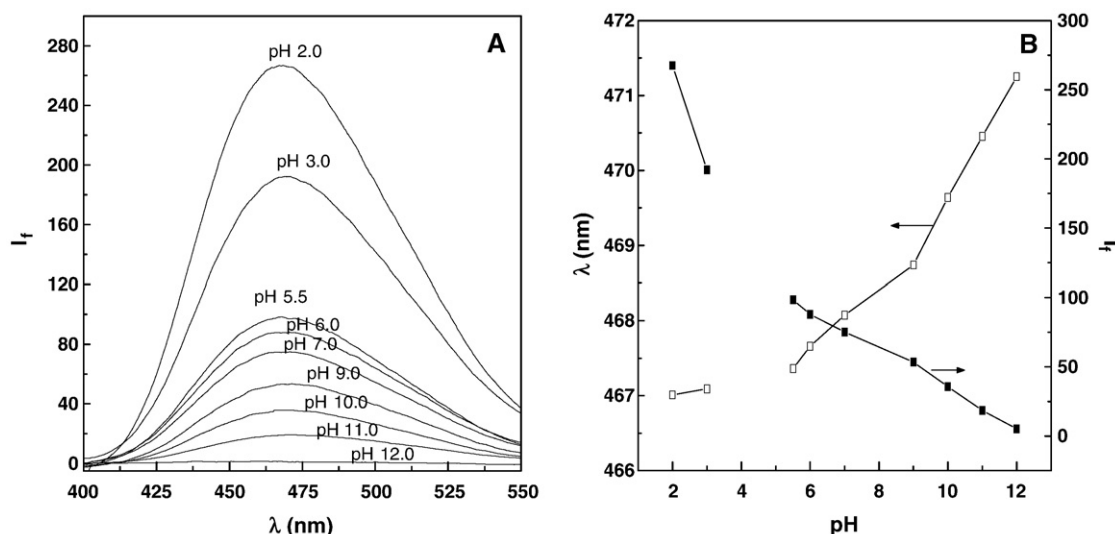 A
280
240
200
160
120
80
40
0
I_f
pH 2.0
pH 3.0
pH 5.5
pH 6.0
pH 7.0
pH 9.0
pH 10.0
pH 11.0
pH 12.0
400 425 450 475 500 525 550
λ (nm)
B
472
471
470
469
468
467
466
λ (nm)
300
250
200
150
100
50
0
I_f
2 4 6 8 10 12
pH